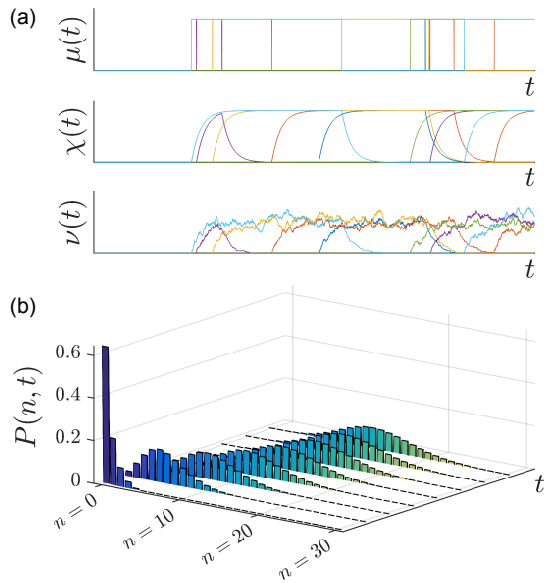 (a)
μ(t)
t
χ(t)
t
ν(t)
t
(b)
P(n, t)
0.6
0.4
0.2
0
n = 0
n = 10
n = 20
n = 30
t